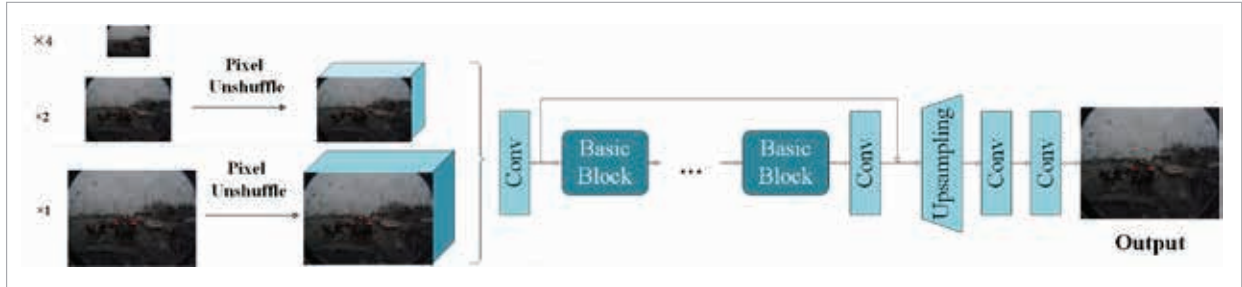 ×4
Pixel
Unshuffle
×2
Pixel
Unshuffle
×1
Conv
Basic
Block
...
Basic
Block
Conv
Upsampling
Conv
Conv
Output